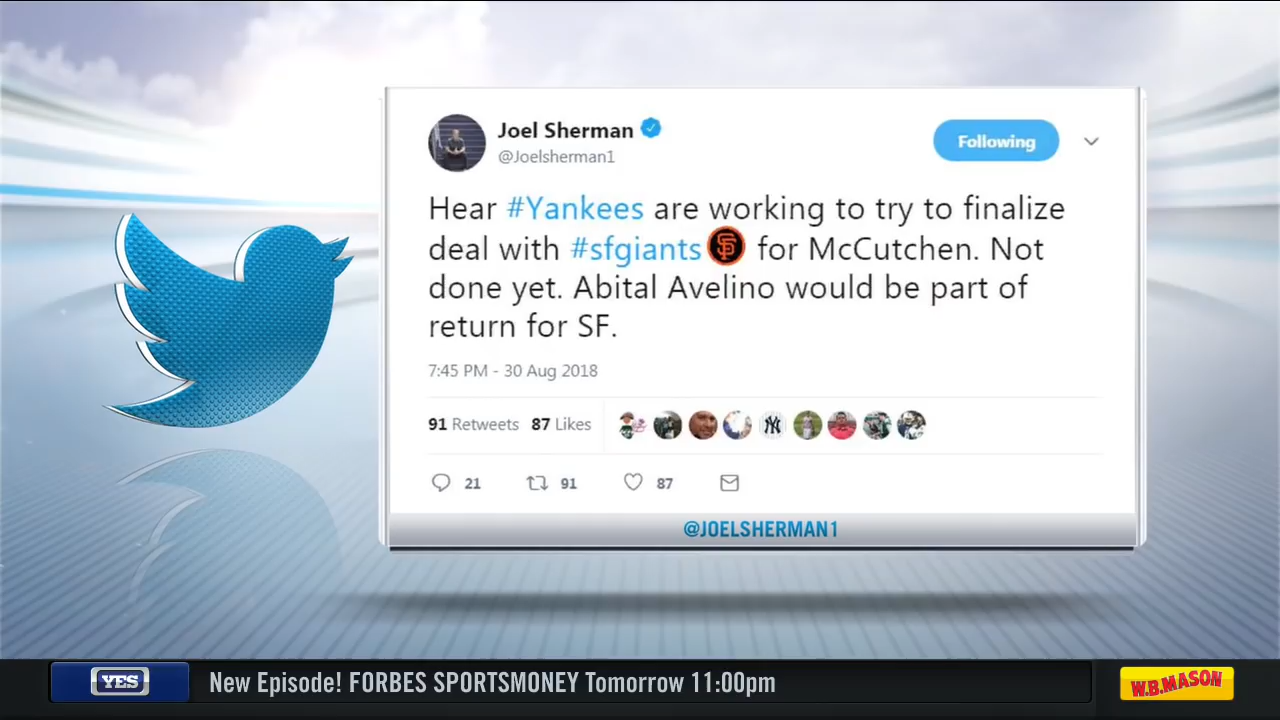 Joel Sherman
@Joelsherman1
Following
Hear #Yankees are working to try to finalize
deal with #sfgiants SF for McCutchen. Not
done yet. Abital Avelino would be part of
return for SF.
7:45 PM - 30 Aug 2018
91 Retweets 87 Likes
NY
21 91 87
@JOELSHERMAN1
YES New Episode! FORBES SPORTSMONEY Tomorrow 11:00pm W.B.MASON